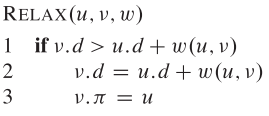 RELAX(u, ν, w)
1 if ν.d > u.d + w(u, ν)
2 ν.d = u.d + w(u, ν)
3 ν.π = u